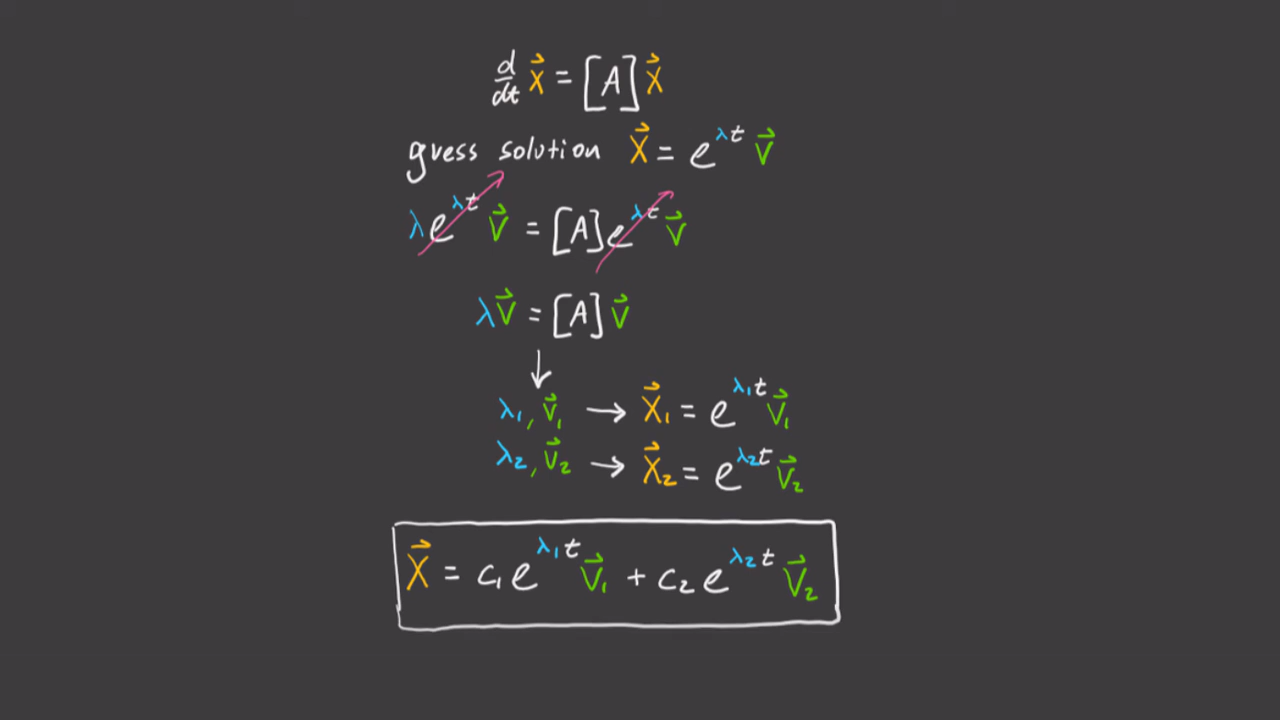 d/dt x⃗ = [A] x⃗
guess solution x⃗ = e^{λt} v⃗
λe^{λt} v⃗ = [A]e^{λt} v⃗
λv⃗ = [A] v⃗
↓
λ₁, v⃗₁ → x⃗₁ = e^{λ₁t} v⃗₁
λ₂, v⃗₂ → x⃗₂ = e^{λ₂t} v⃗₂
x⃗ = c₁e^{λ₁t} v⃗₁ + c₂e^{λ₂t} v⃗₂